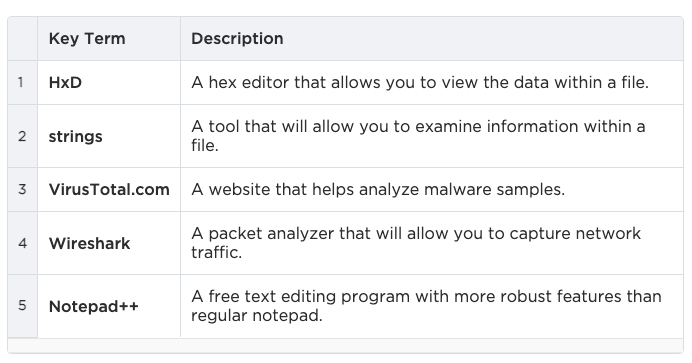 Key Term Description
1 HxD A hex editor that allows you to view the data within a file.
2 strings A tool that will allow you to examine information within a
file.
3 VirusTotal.com A website that helps analyze malware samples.
4 Wireshark A packet analyzer that will allow you to capture network
traffic.
5 Notepad++ A free text editing program with more robust features than
regular notepad.